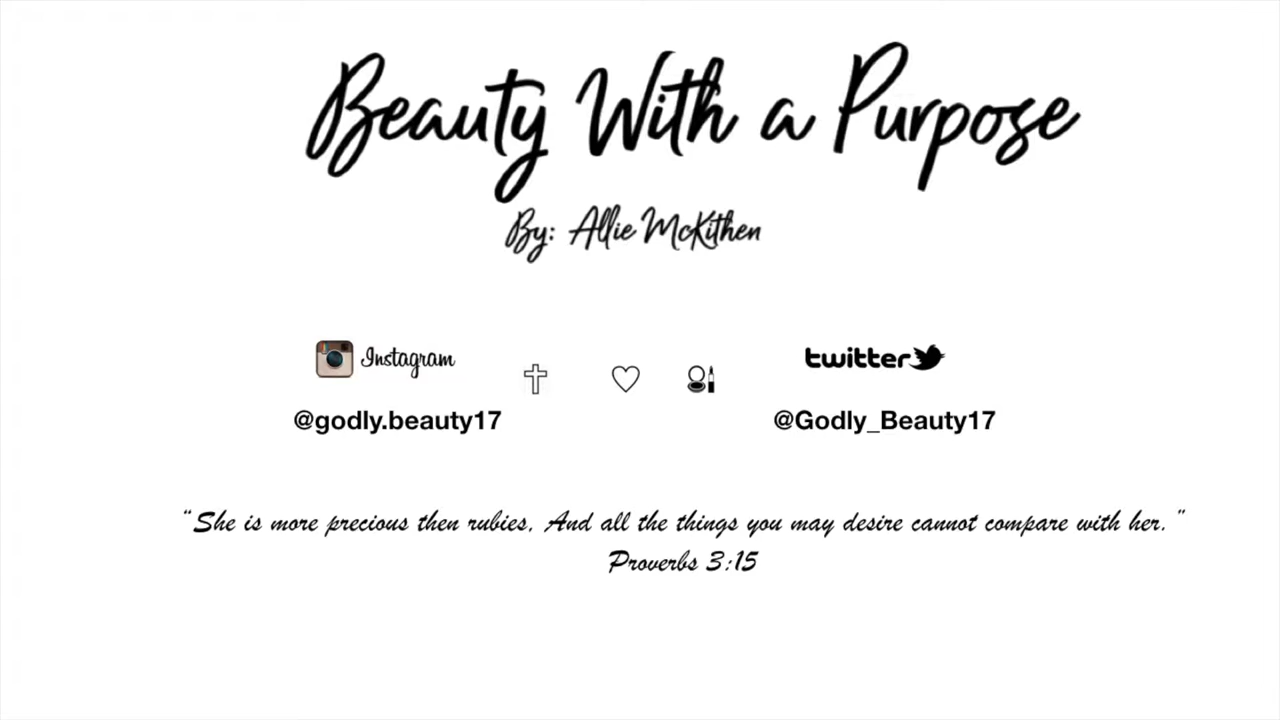 Beauty With a Purpose
By: Allie McKithen
Instagram
twitter
@godly.beauty17
@Godly_Beauty17
"She is more precious then rubies, And all the things you may desire cannot compare with her."
Proverbs 3:15